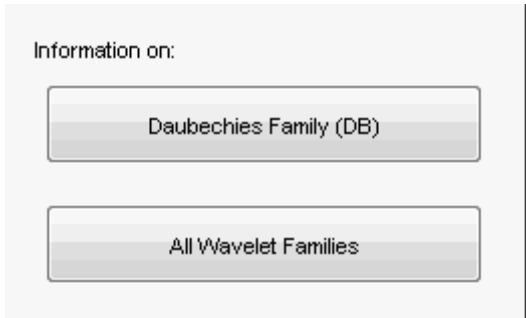 Information on:
Daubechies Family (DB)
All Wavelet Families